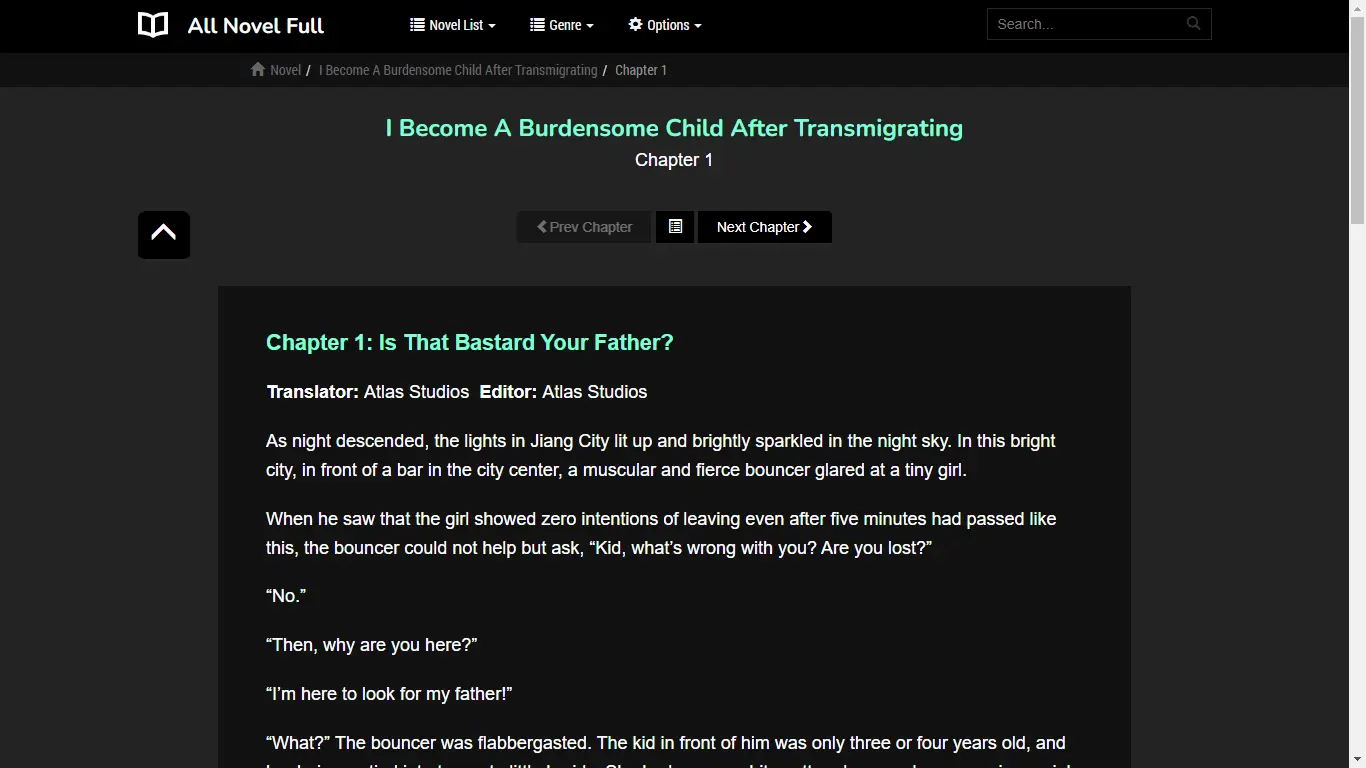 All Novel Full
Novel List
Genre
Options
Search...
Novel / I Become A Burdensome Child After Transmigrating / Chapter 1
I Become A Burdensome Child After Transmigrating
Chapter 1
Prev Chapter
Next Chapter
Chapter 1: Is That Bastard Your Father?
Translator: Atlas Studios Editor: Atlas Studios
As night descended, the lights in Jiang City lit up and brightly sparkled in the night sky. In this bright
city, in front of a bar in the city center, a muscular and fierce bouncer glared at a tiny girl.
When he saw that the girl showed zero intentions of leaving even after five minutes had passed like
this, the bouncer could not help but ask, “Kid, what’s wrong with you? Are you lost?”
“No.”
“Then, why are you here?”
“I’m here to look for my father!”
“What?” The bouncer was flabbergasted. The kid in front of him was only three or four years old, and